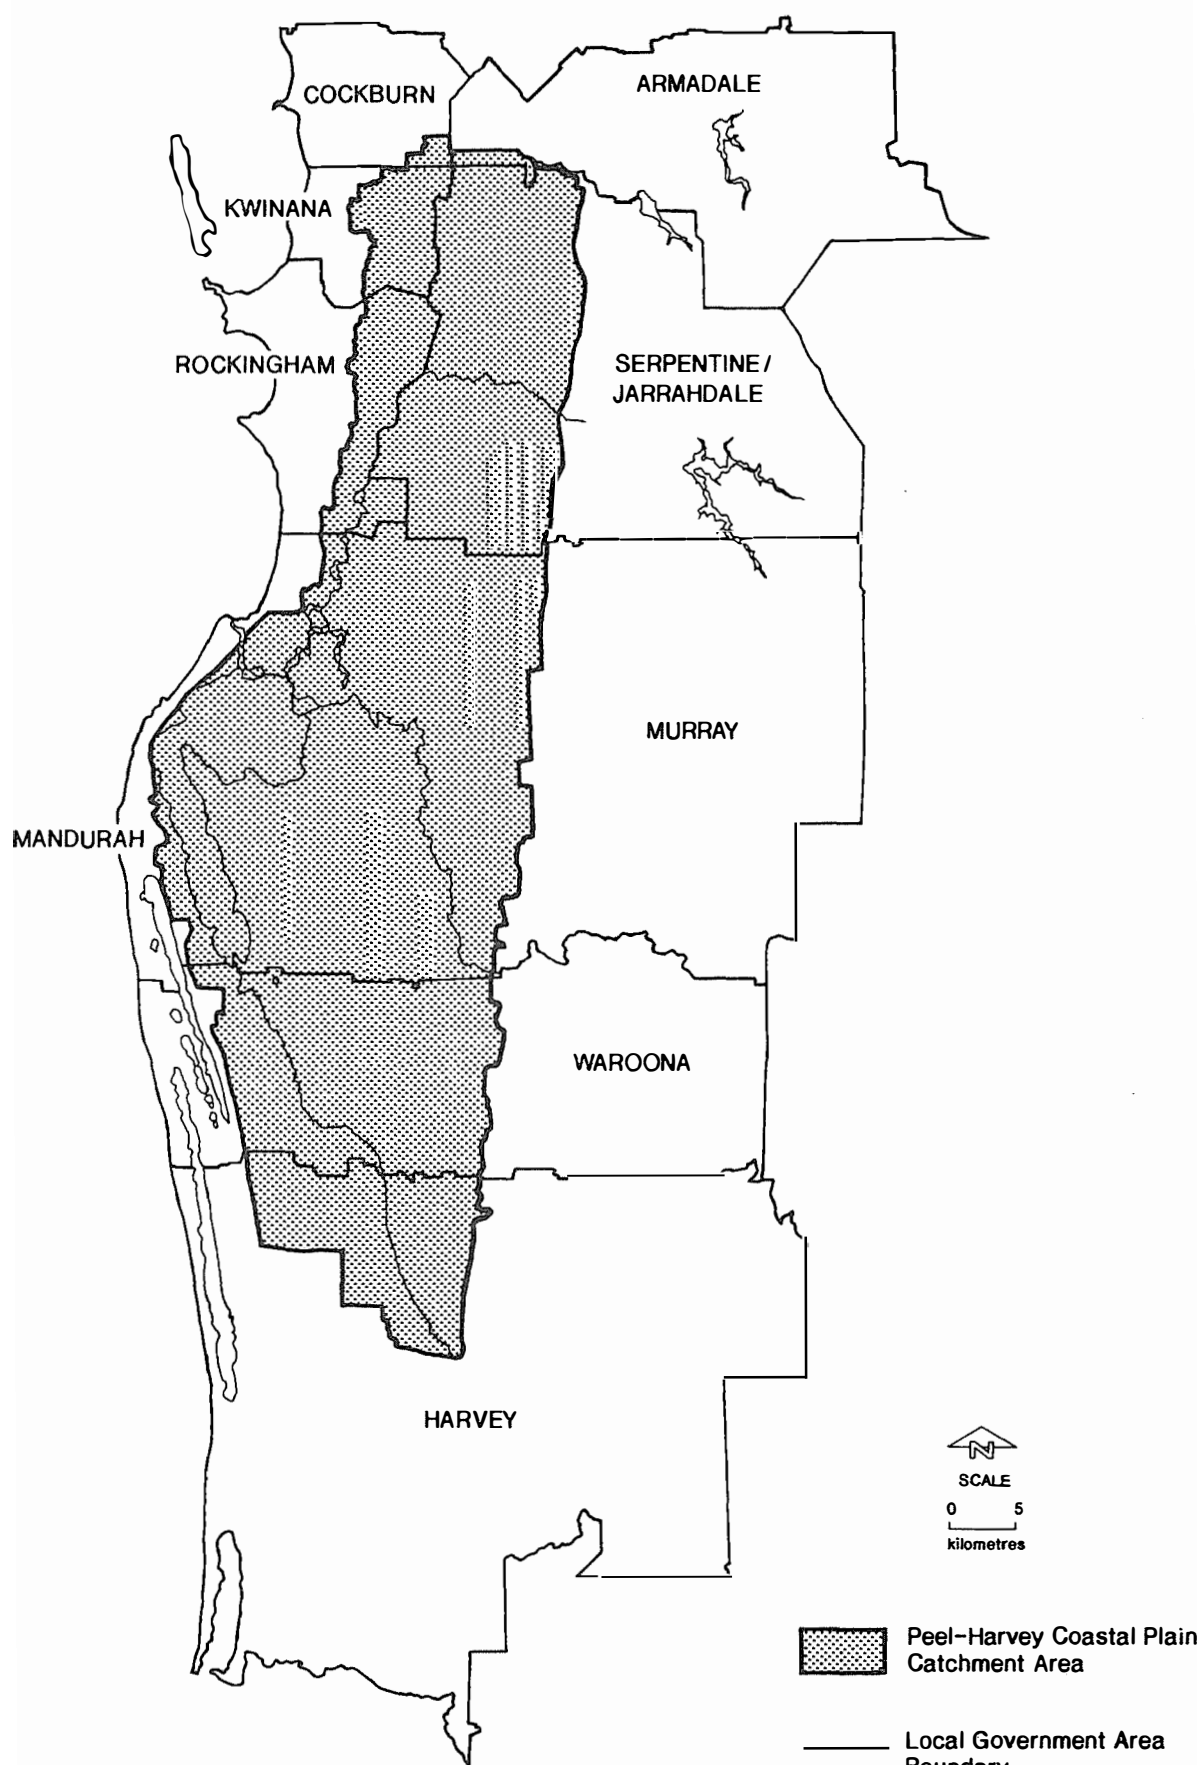 COCKBURN
ARMADALE
KWINANA
ROCKINGHAM
SERPENTINE/
JARRAHDALE
MURRAY
MANDURAH
WAROONA
HARVEY
N
SCALE
0 5
kilometres
Peel-Harvey Coastal Plain
Catchment Area
Local Government Area